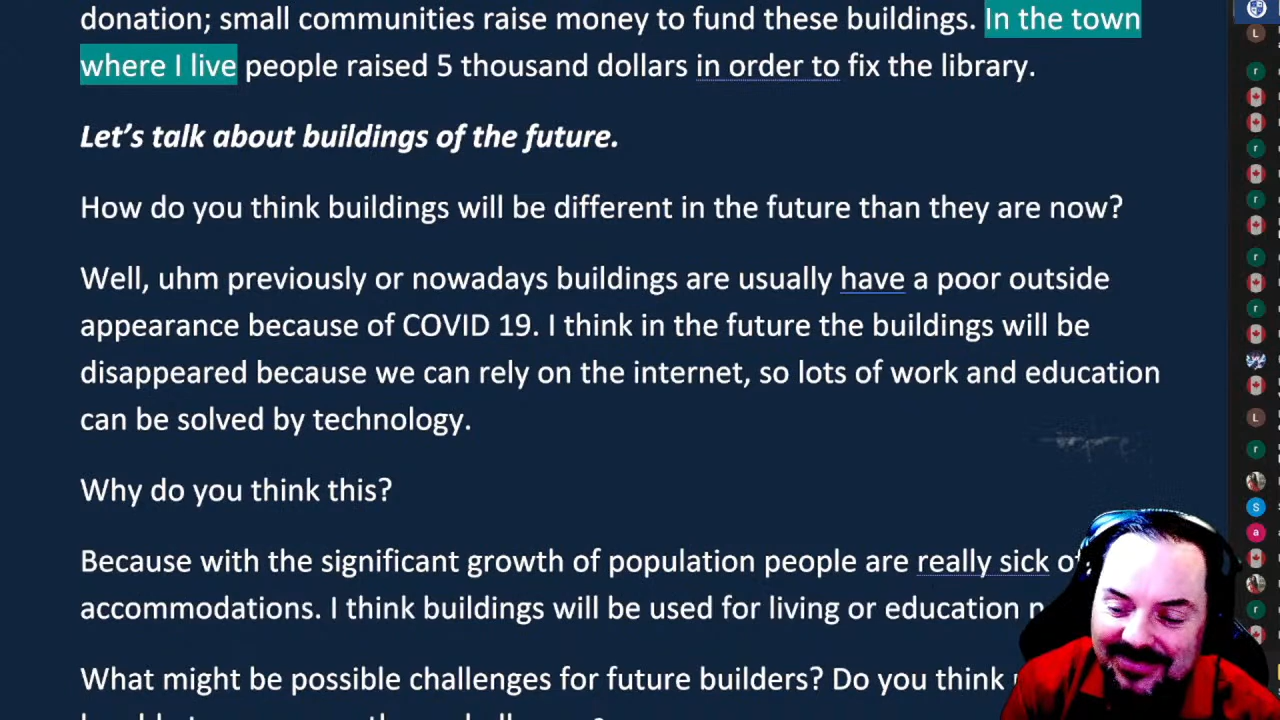 donation; small communities raise money to fund these buildings. In the town
where I live people raised 5 thousand dollars in order to fix the library.
Let's talk about buildings of the future.
How do you think buildings will be different in the future than they are now?
Well, uhm previously or nowadays buildings are usually have a poor outside
appearance because of COVID 19. I think in the future the buildings will be
disappeared because we can rely on the internet, so lots of work and education
can be solved by technology.
Why do you think this?
Because with the significant growth of population people are really sick of
accommodations. I think buildings will be used for living or education
What might be possible challenges for future builders? Do you think
L
r
r
r
r
r
r
L
r
S
a
r